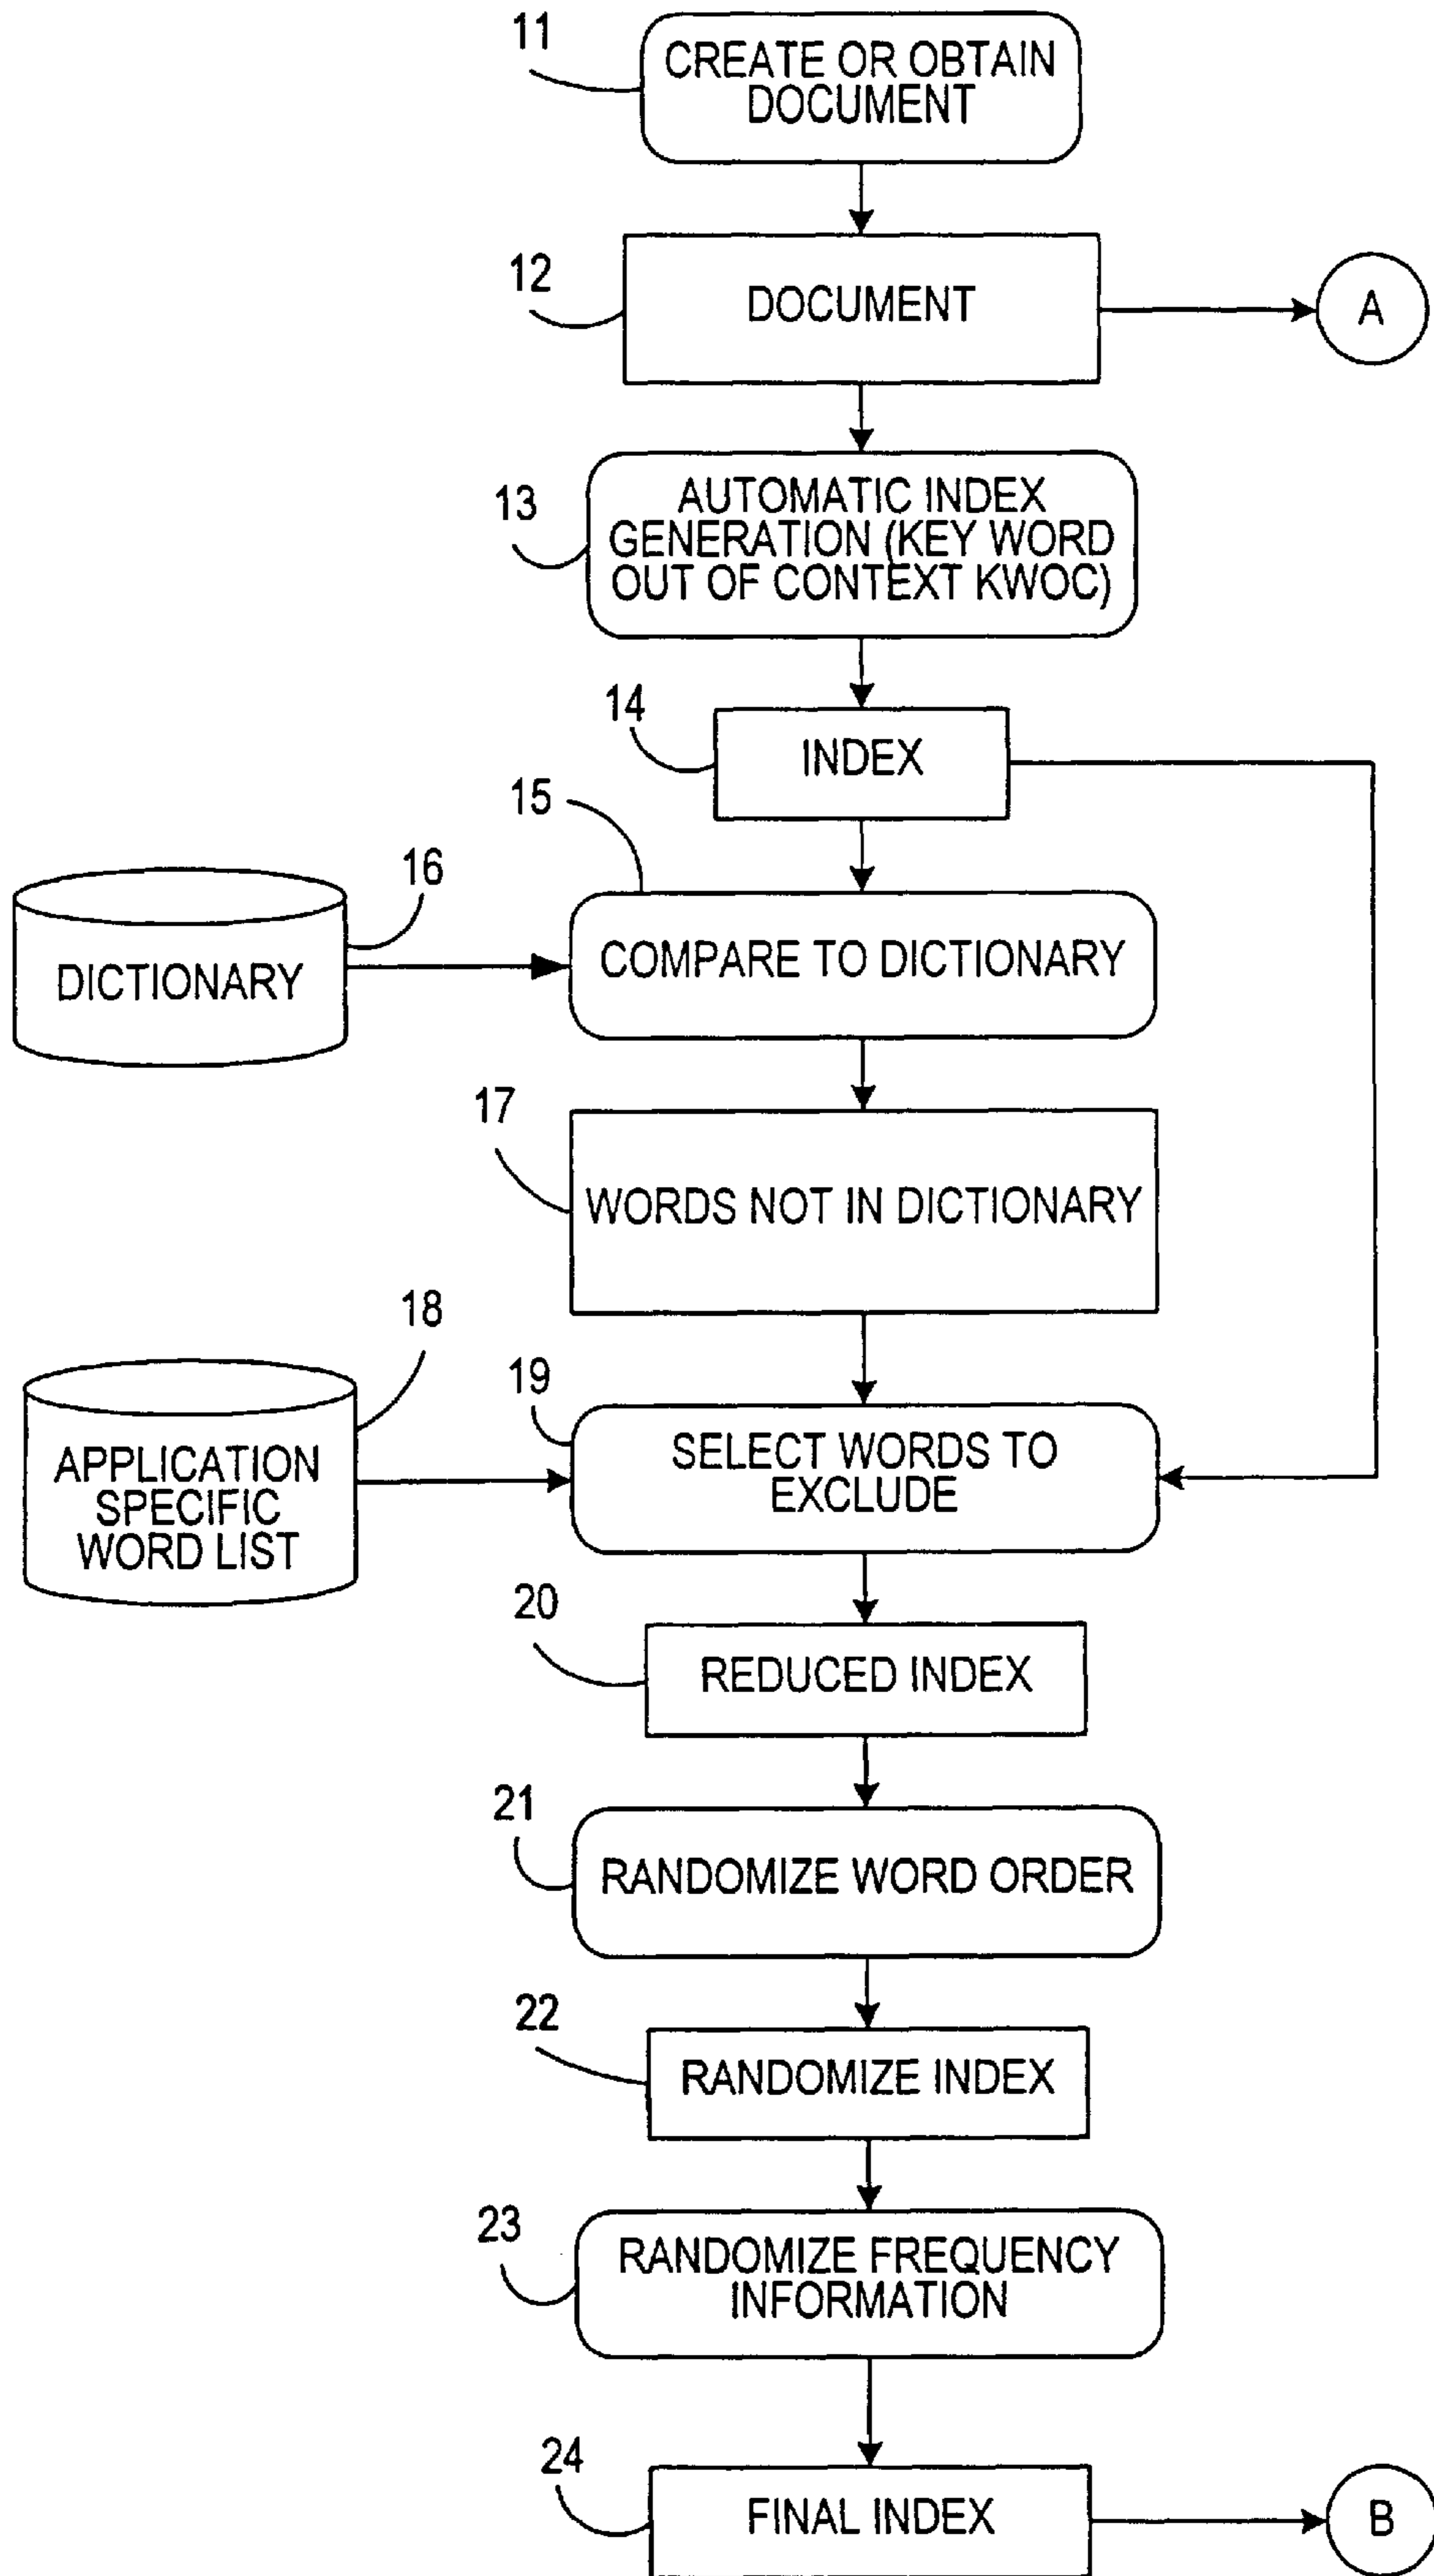 11
CREATE OR OBTAIN
DOCUMENT
12
DOCUMENT
A
13
AUTOMATIC INDEX
GENERATION (KEY WORD
OUT OF CONTEXT KWOC)
14
INDEX
15
16
DICTIONARY
COMPARE TO DICTIONARY
17
WORDS NOT IN DICTIONARY
18
APPLICATION
SPECIFIC
WORD LIST
19
SELECT WORDS TO
EXCLUDE
20
REDUCED INDEX
21
RANDOMIZE WORD ORDER
22
RANDOMIZE INDEX
23
RANDOMIZE FREQUENCY
INFORMATION
24
FINAL INDEX
B